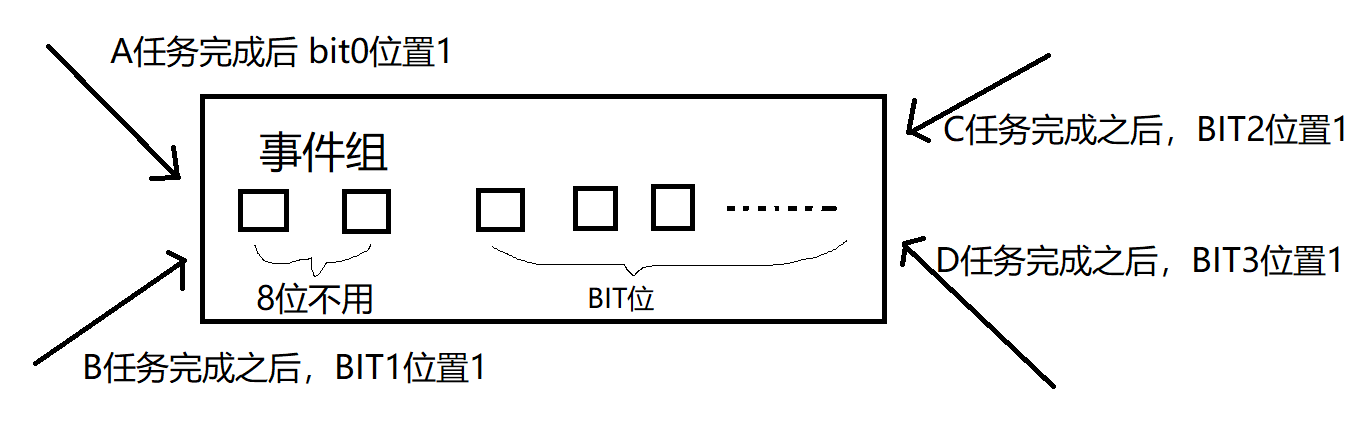 A任务完成后 bit0位置1
事件组
C任务完成之后，BIT2位置1
D任务完成之后，BIT3位置1
8位不用
BIT位
B任务完成之后，BIT1位置1